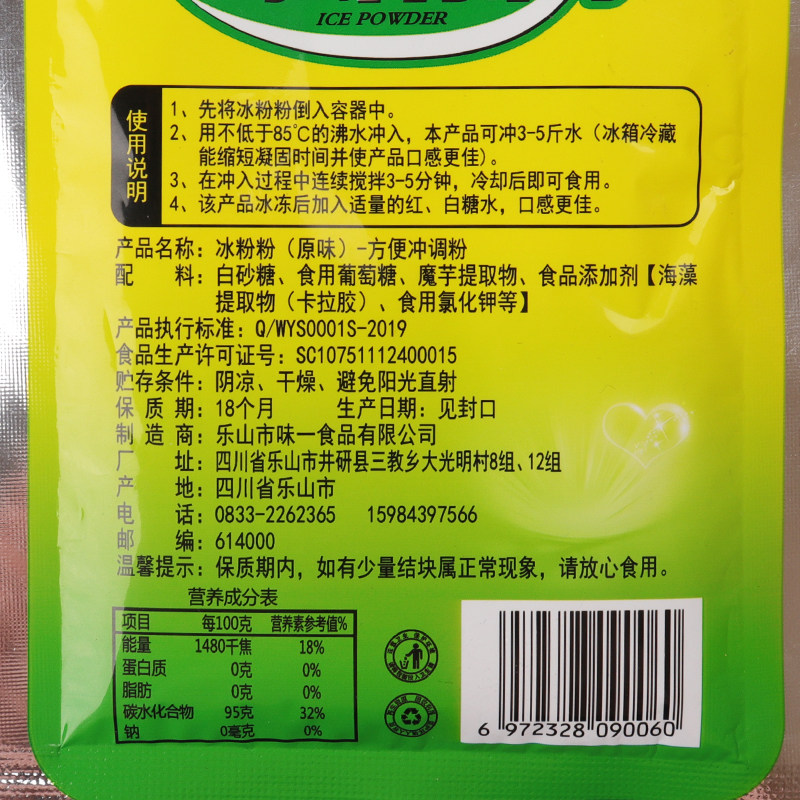 ICE POWDER
使用说明
1、先将冰粉粉倒入容器中。
2、用不低于85℃的沸水冲入，本产品可冲3-5斤水（冰箱冷藏
能缩短凝固时间并使产品口感更佳）。
3、在冲入过程中连续搅拌3-5分钟，冷却后即可食用。
4、该产品冰冻后加入适量的红、白糖水，口感更佳。
产品名称：冰粉粉（原味）-方便冲调粉
配 料：白砂糖、食用葡萄糖、魔芋提取物、食品添加剂【海藻
提取物（卡拉胶）、食用氯化钾等】
产品执行标准：Q/WYS0001S-2019
食品生产许可证号：SC10751112400015
贮存条件：阴凉、干燥、避免阳光直射
保 质 期：18个月 生产日期：见封口
制 造 商：乐山市味一食品有限公司
厂 址：四川省乐山市井研县三教乡大光明村8组、12组
产 地：四川省乐山市
电 话：0833-2262365 15984397566
邮 编：614000
温馨提示：保质期内，如有少量结块属正常现象，请放心食用。
营养成分表
项目 每100克 营养素参考值%
能量 1480千焦 18%
蛋白质 0克 0%
脂肪 0克 0%
碳水化合物 95克 32%
钠 0毫克 0%
6 972328 090060